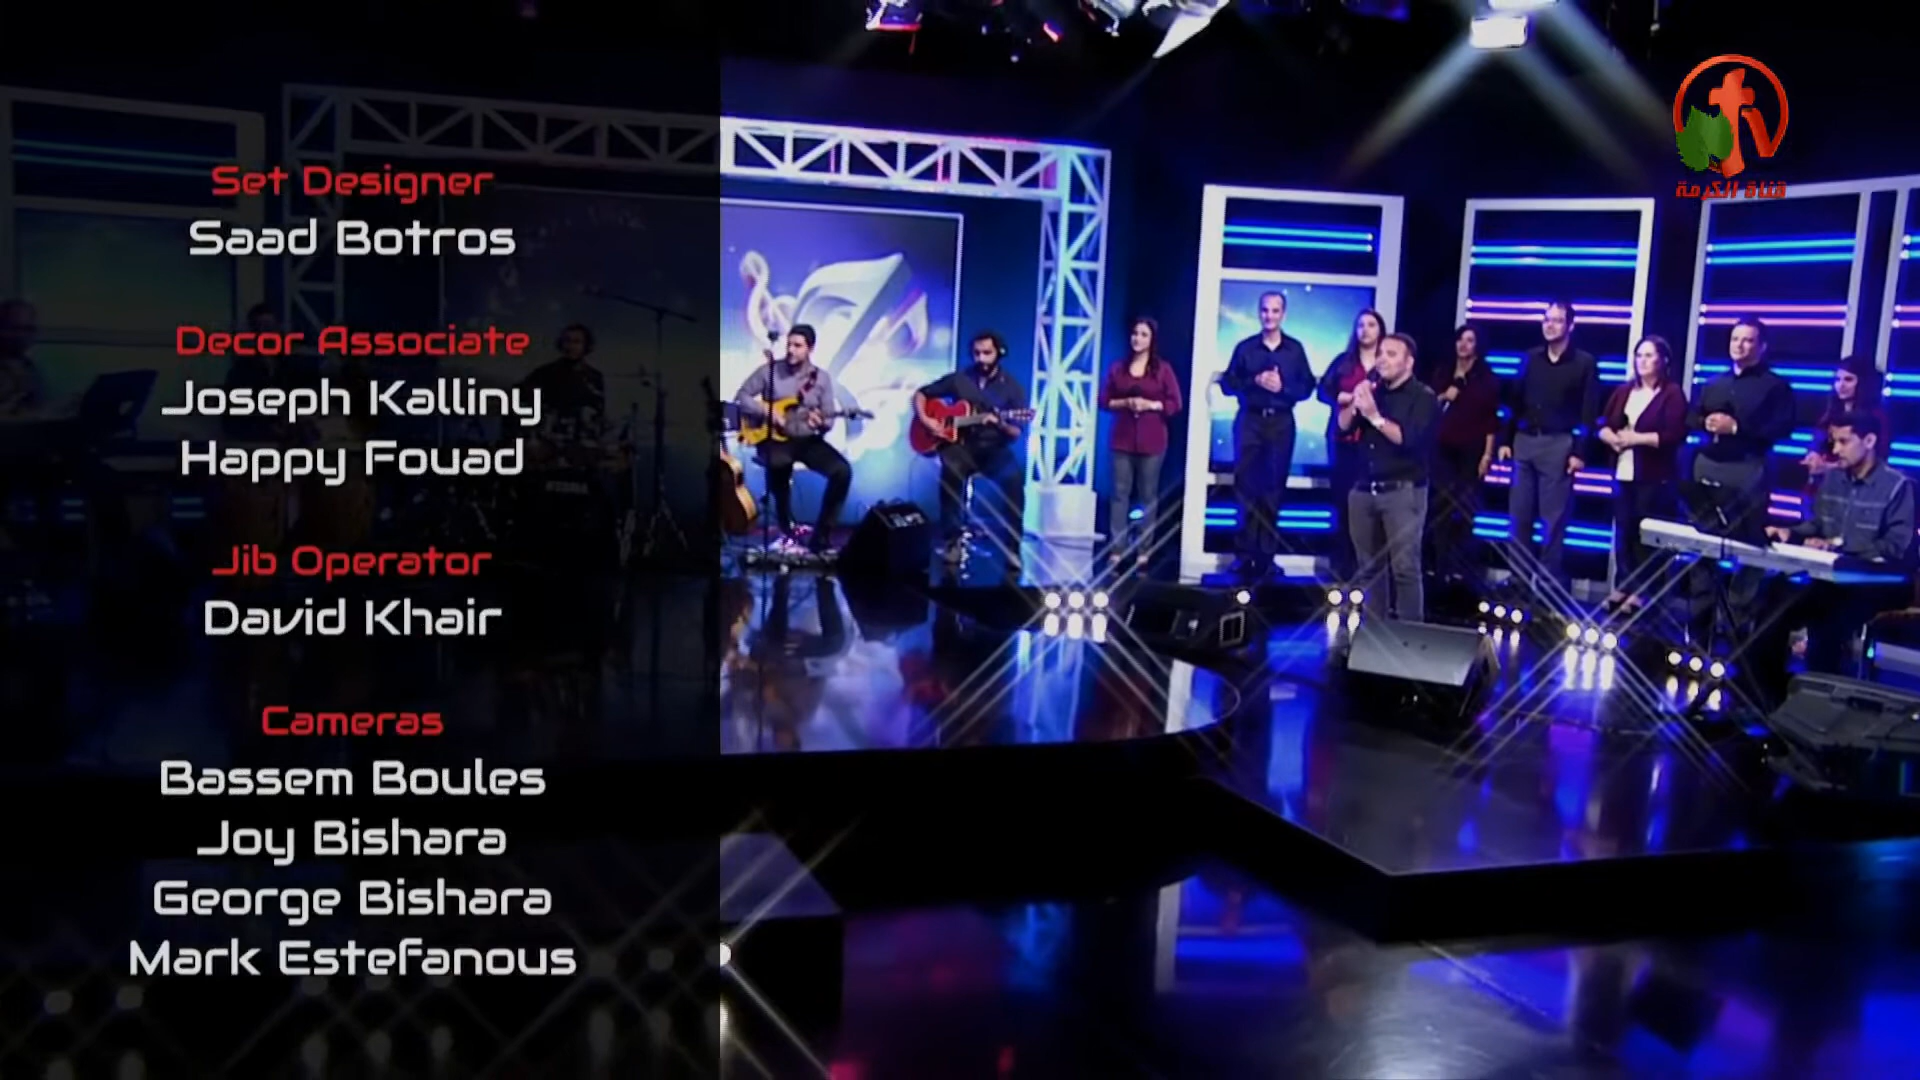 Set Designer
Saad Botros
Decor Associate
Joseph Kalliny
Happy Fouad
Jib Operator
David Khair
Cameras
Bassem Boules
Joy Bishara
George Bishara
Mark Estefanous
قناة الكرمة